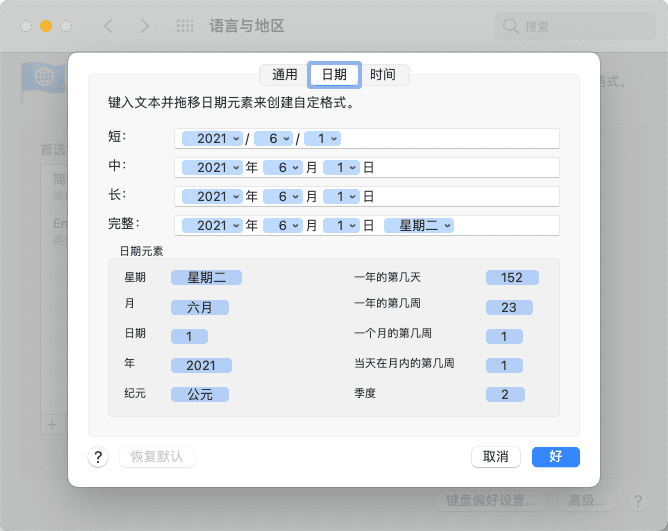 语言与地区
搜索
格式。
首选
简
简体
En
英语
+
通用 日期 时间
键入文本并拖移日期元素来创建自定格式。
短： 2021 / 6 / 1
中： 2021 年 6 月 1 日
长： 2021 年 6 月 1 日
完整： 2021 年 6 月 1 日 星期二
日期元素
星期 星期二 一年的第几天 152
月 六月 一年的第几周 23
日期 1 一个月的第几周 1
年 2021 当天在月内的第几周 1
纪元 公元 季度 2
? 恢复默认 取消 好
键盘偏好设置... 高级... ?